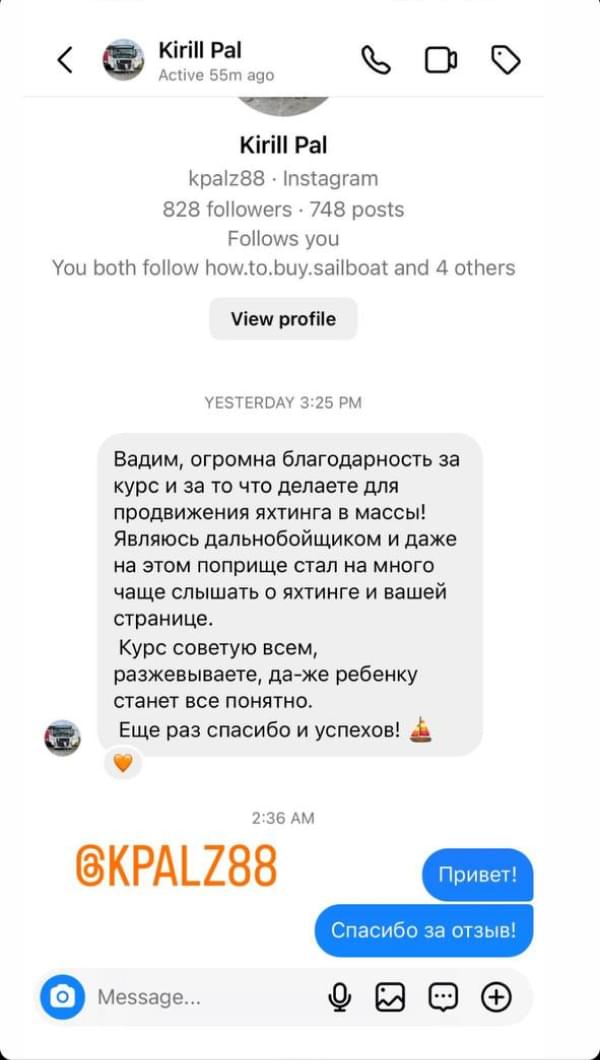 Kirill Pal
Active 55m ago
Kirill Pal
kpalz88 · Instagram
828 followers · 748 posts
Follows you
You both follow how.to.buy.sailboat and 4 others
View profile
YESTERDAY 3:25 PM
Вадим, огромна благодарность за
курс и за то что делаете для
продвижения яхтинга в массы!
Являюсь дальнобойщиком и даже
на этом поприще стал на много
чаще слышать о яхтинге и вашей
странице.
Курс советую всем,
разжевываете, да-же ребенку
станет все понятно.
Еще раз спасибо и успехов! ⛵
2:36 AM
@KPALZ88
Привет!
Спасибо за отзыв!
Message...